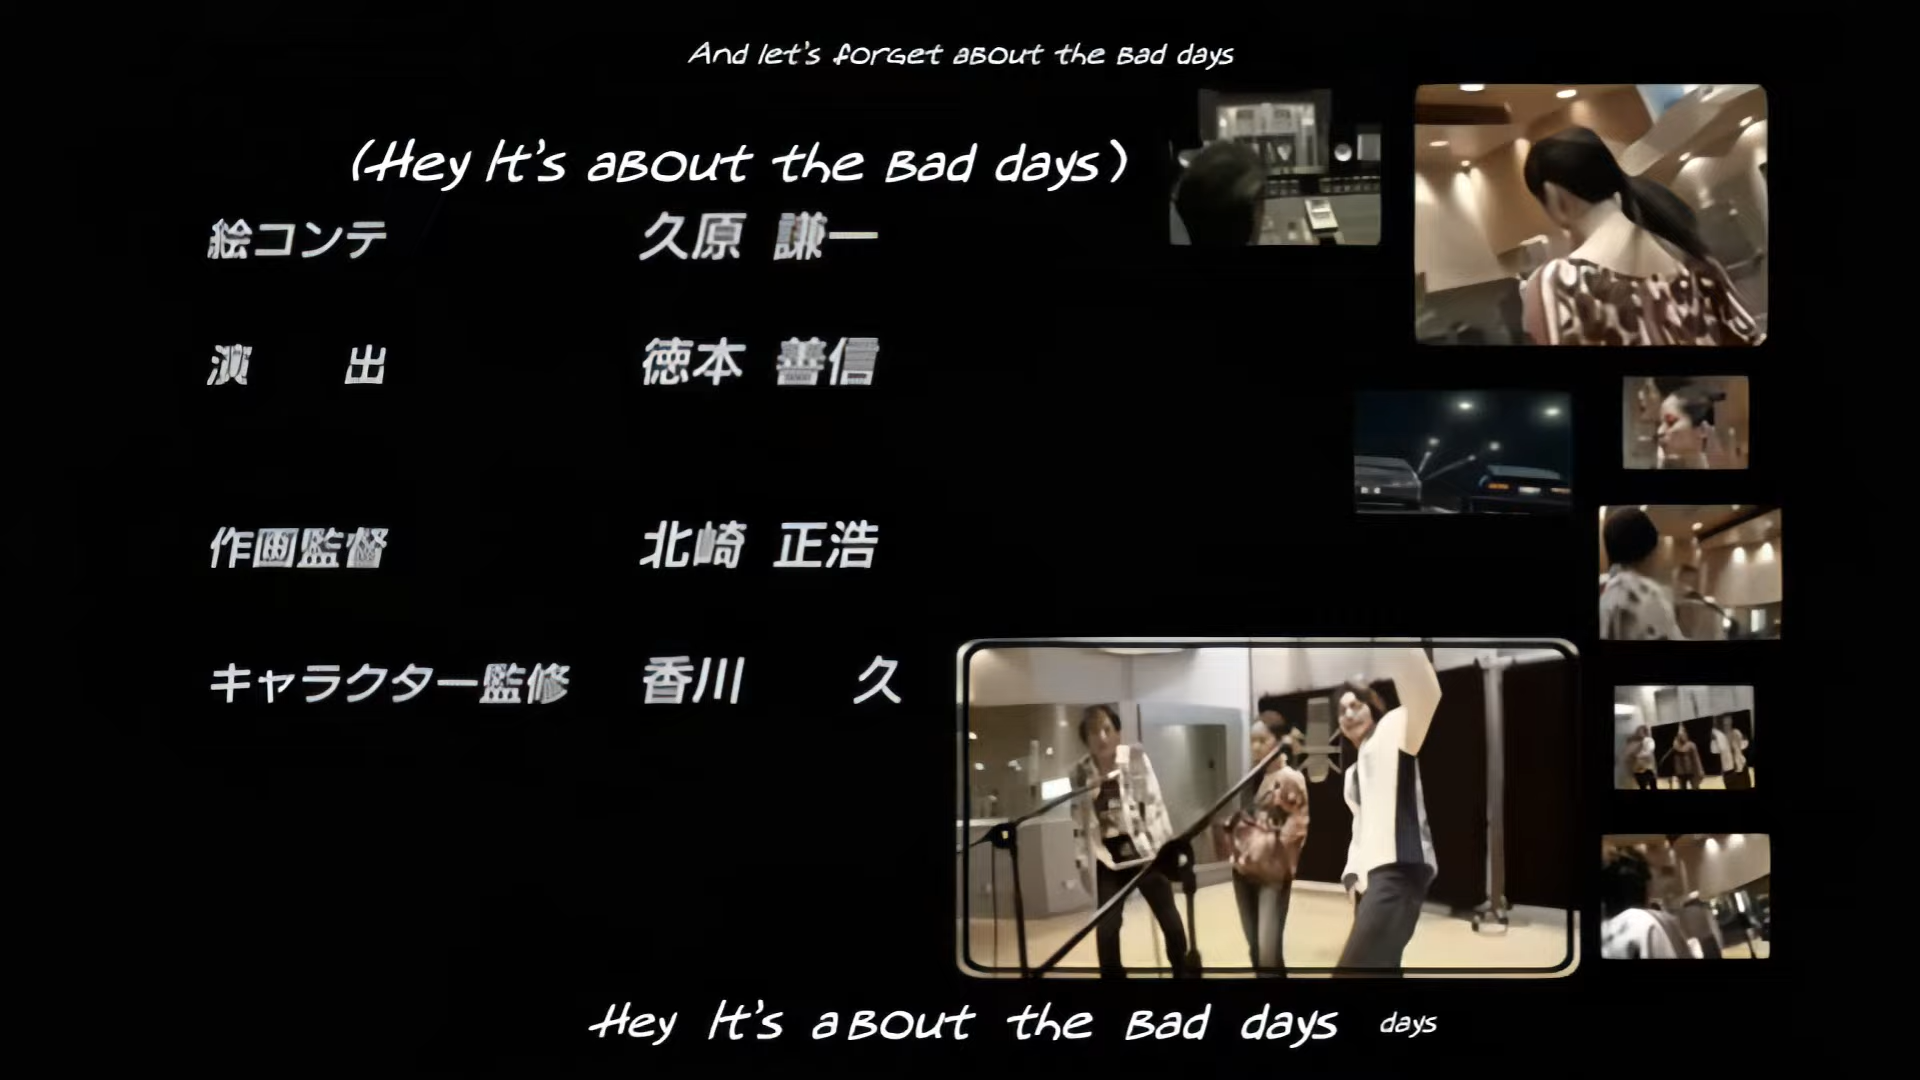 And let's forget about the Bad days
(Hey It's about the Bad days)
絵コンテ 久原 謙一
演 出 徳本 善信
作画監督 北崎 正浩
キャラクター監修 香川 久
Hey It's about the Bad days days